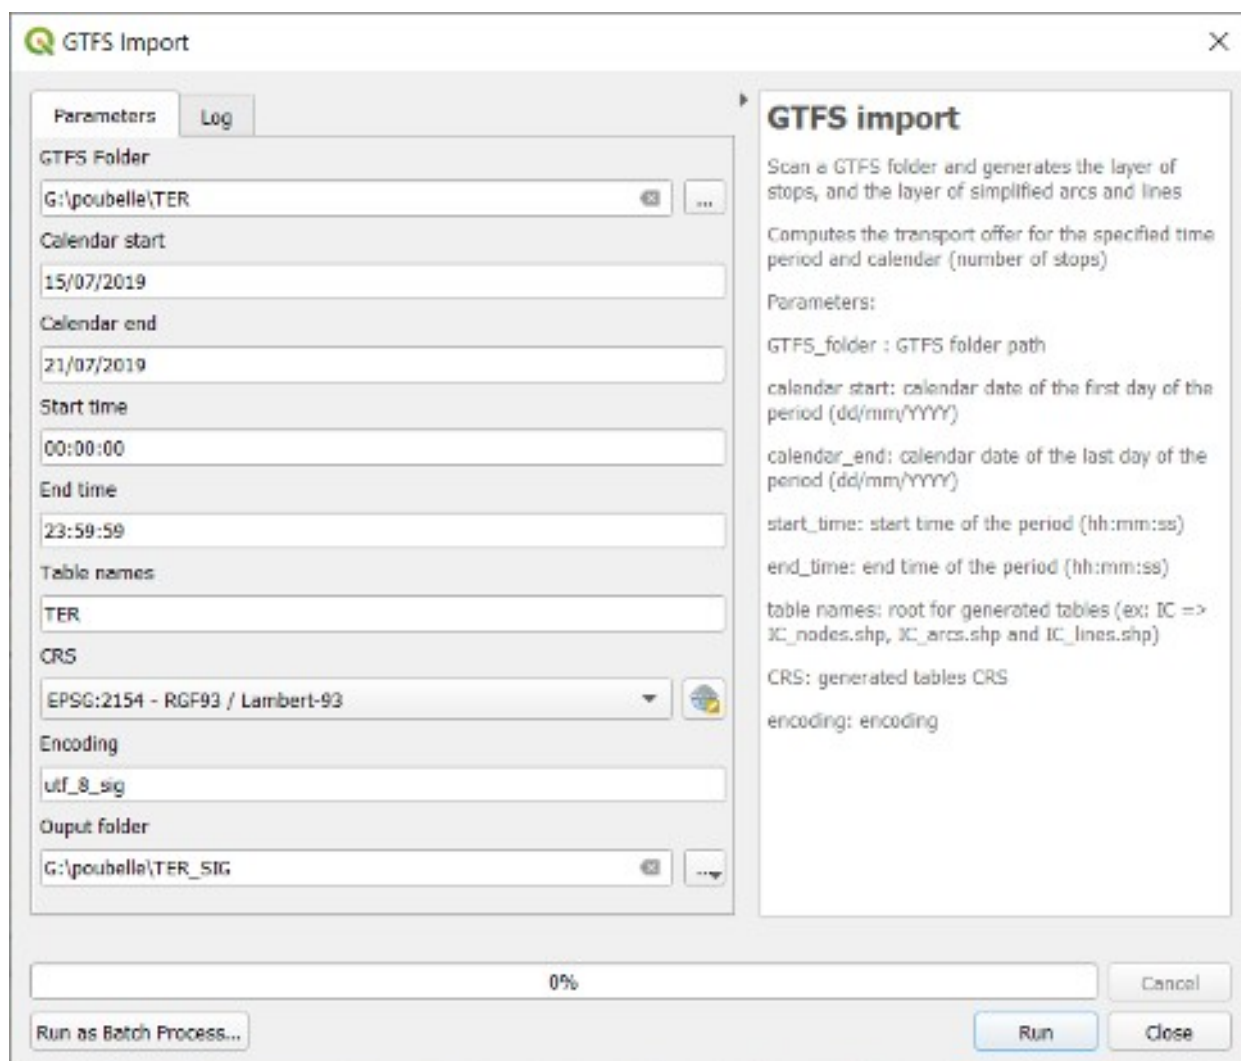 GTFS Import
Parameters
Log
GTFS Folder
G:\poubelle\TER
...
Calendar start
15/07/2019
Calendar end
21/07/2019
Start time
00:00:00
End time
23:59:59
Table names
TER
CRS
EPSG:2154 - RGF93 / Lambert-93
Encoding
utf_8_sig
Ouput folder
G:\poubelle\TER_SIG
...
GTFS import
Scan a GTFS folder and generates the layer of
stops, and the layer of simplified arcs and lines
Computes the transport offer for the specified time
period and calendar (number of stops)
Parameters:
GTFS_folder : GTFS folder path
calendar start: calendar date of the first day of the
period (dd/mm/YYYY)
calendar_end: calendar date of the last day of the
period (dd/mm/YYYY)
start_time: start time of the period (hh:mm:ss)
end_time: end time of the period (hh:mm:ss)
table names: root for generated tables (ex: IC =>
IC_nodes.shp, IC_arcs.shp and IC_lines.shp)
CRS: generated tables CRS
encoding: encoding
0%
Cancel
Run as Batch Process...
Run
Close